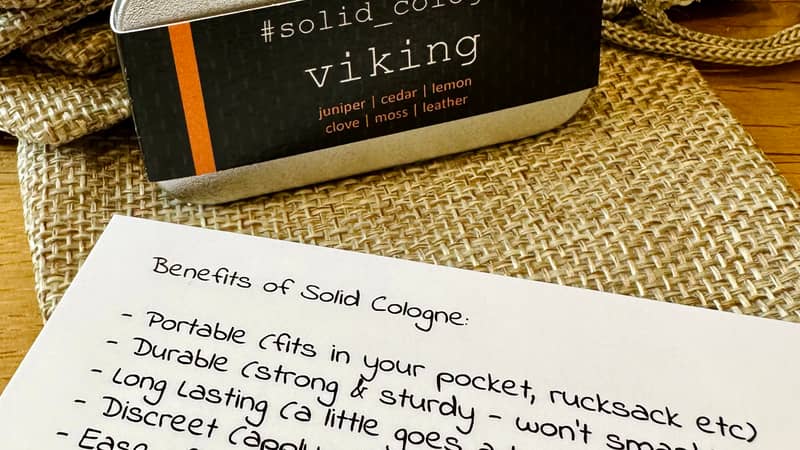 #solid_colog
viking
juniper | cedar | lemon
clove | moss | leather
Benefits of Solid Cologne:
- Portable (fits in your pocket, rucksack etc)
- Durable (strong & sturdy - won't
- Long Lasting (a little goes a
- Discreet
-